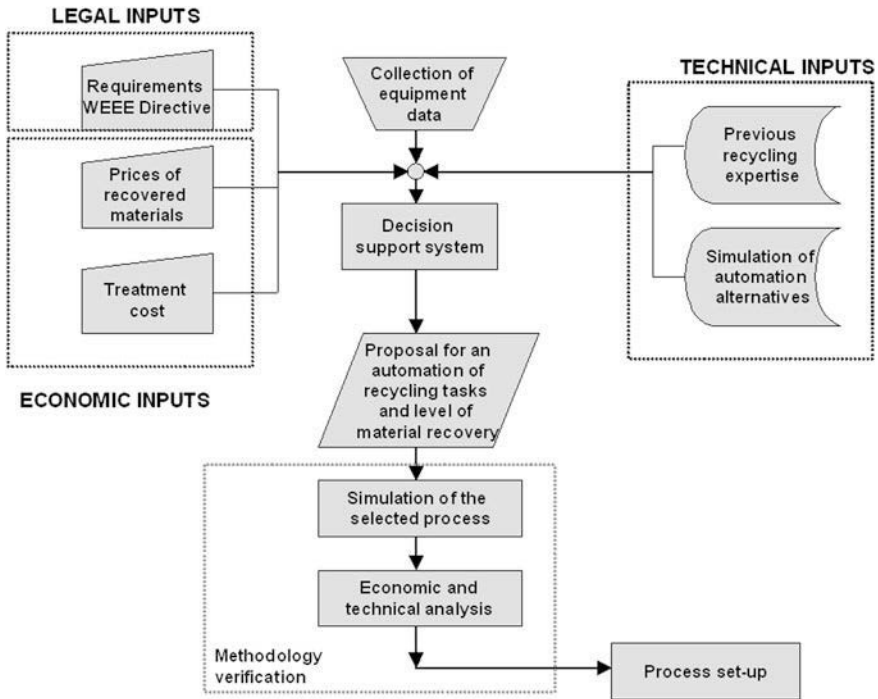 LEGAL INPUTS
Requirements
WEEE Directive
Prices of
recovered
materials
Treatment
cost
ECONOMIC INPUTS
Collection of
equipment
data
TECHNICAL INPUTS
Previous
recycling
expertise
Simulation of
automation
alternatives
Decision
support system
Proposal for an
automation of
recycling tasks
and level of
material recovery
Simulation of the
selected process
Economic and
technical analysis
Methodology
verification
Process set-up